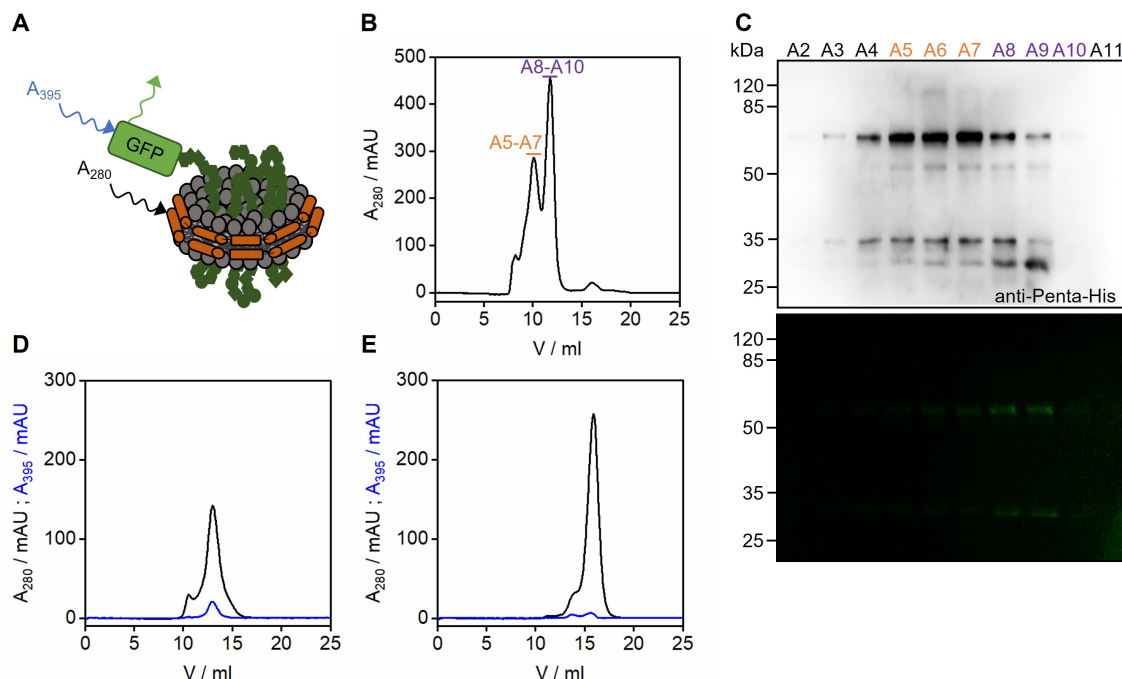 A
A395
GFP
A280
B
A280 / mAU
500
400
300
200
100
0
A8-A10
A5-A7
0 5 10 15 20 25
V / ml
C
kDa A2 A3 A4 A5 A6 A7 A8 A9 A10 A11
120
85
50
35
25
anti-Penta-His
120
85
50
35
25
D
A280 / mAU ; A395 / mAU
300
200
100
0
0 5 10 15 20 25
V / ml
E
A280 / mAU ; A395 / mAU
300
200
100
0
0 5 10 15 20 25
V / ml